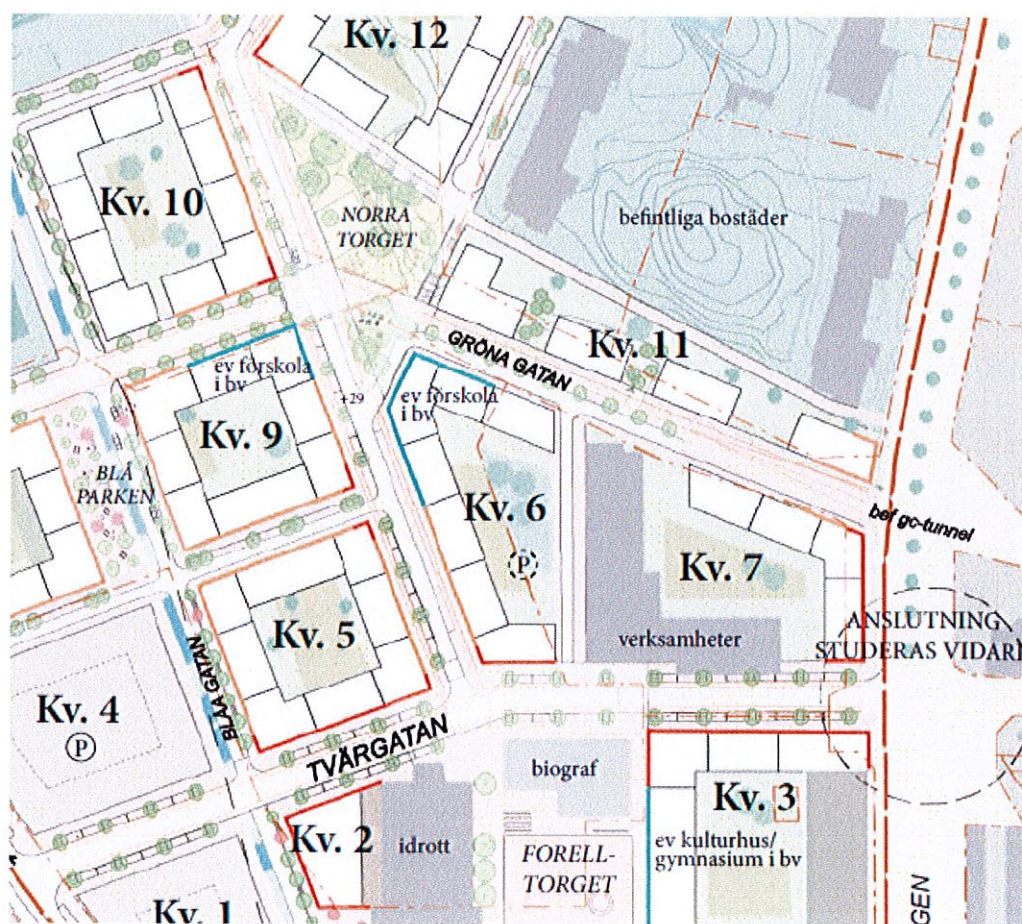 Kv. 12
Kv. 10
NORRA
TORGET
befintliga bostäder
GRÖNA GATAN
Kv. 11
ev förskola
i bv
ev förskola
i bv
+29
Kv. 9
BLÅ
PARKEN
Kv. 6
P
bef gc-tunnel
Kv. 7
ANSLUTNING
STUDERAS VIDARE
verksamheter
Kv. 5
BLÅA GATAN
Kv. 4
P
TVÄRGATAN
biograf
Kv. 3
Kv. 2
idrott
ev kulturhus/
gymnasium i bv
FORELL-
TORGET
Kv. 1
GEN